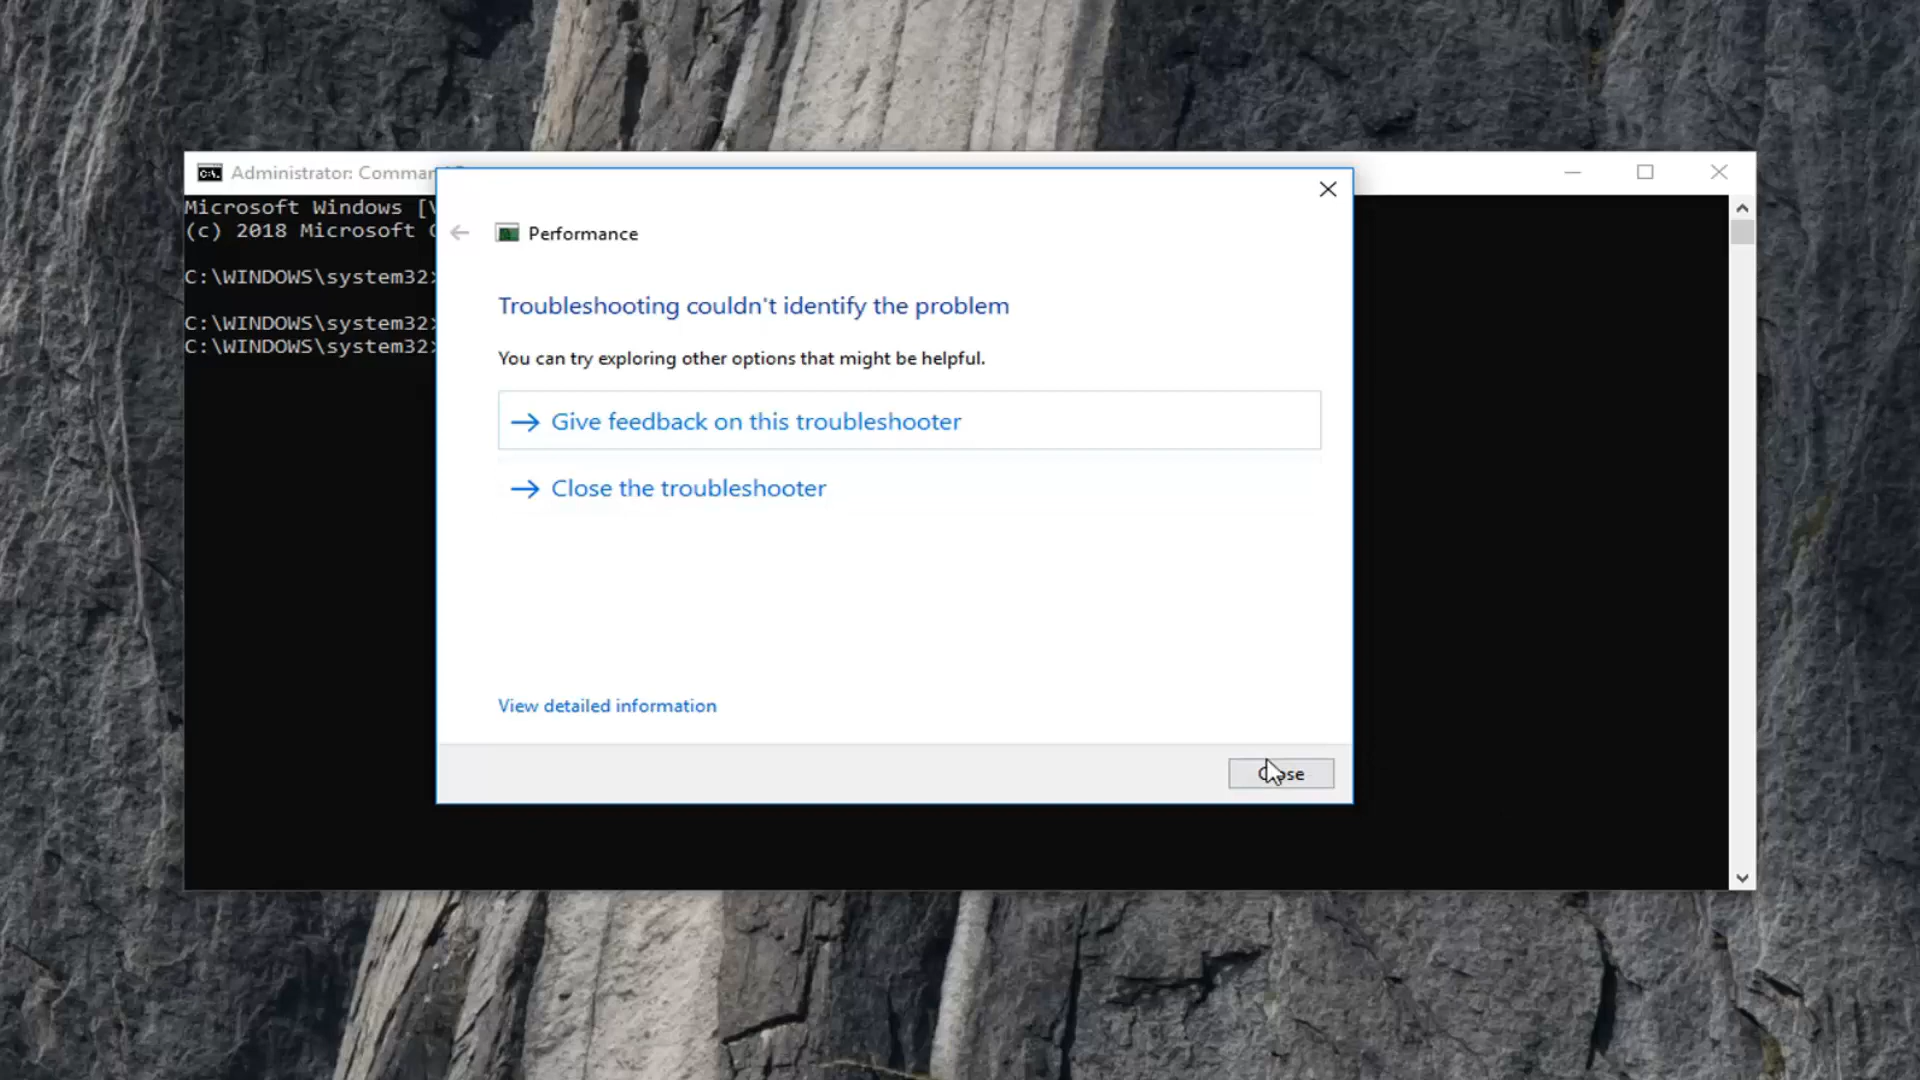 Administrator:
Microsoft Windows [
(c) 2018 Microsoft
C:\WINDOWS\system32>
C:\WINDOWS\system32>
C:\WINDOWS\system32>
Performance
Troubleshooting couldn't identify the problem
You can try exploring other options that might be helpful.
→ Give feedback on this troubleshooter
→ Close the troubleshooter
View detailed information
Close